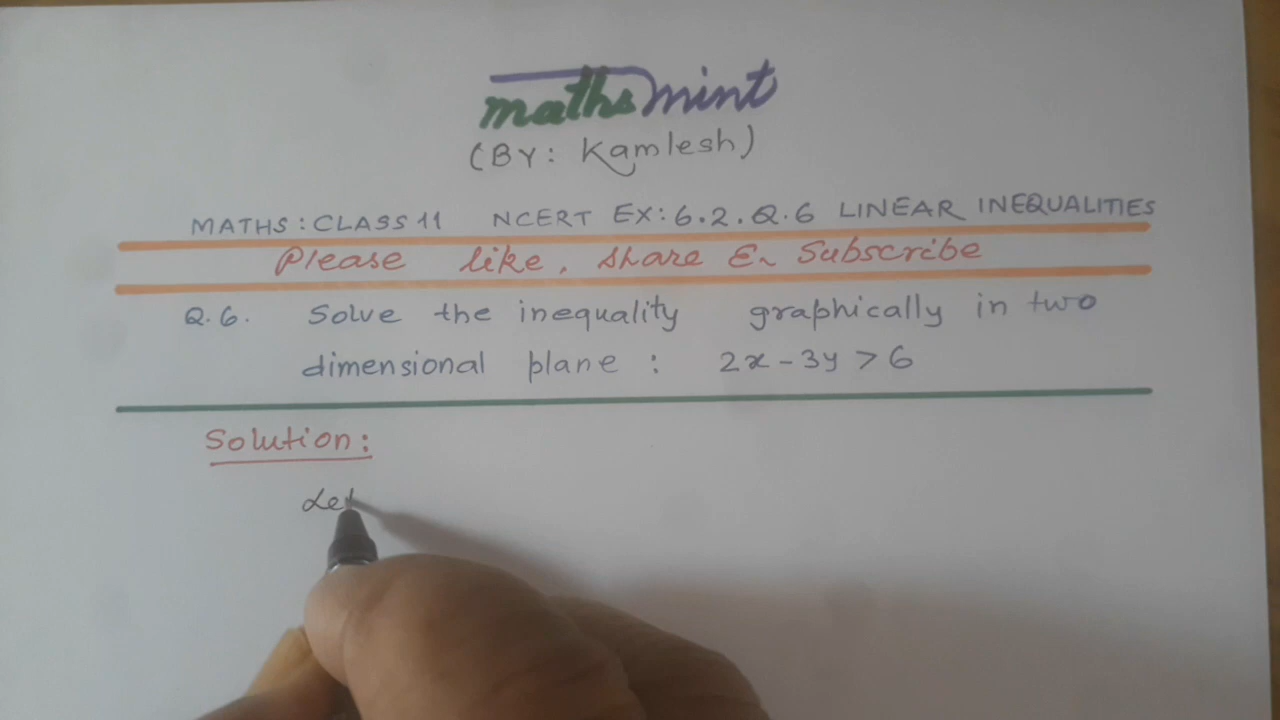 maths mint
(BY: Kamlesh)
MATHS: CLASS 11 NCERT EX: 6.2. Q.6 LINEAR INEQUALITIES
Please like, share & Subscribe
Q.6. Solve the inequality graphically in two
dimensional plane : 2x - 3y > 6
Solution:
Let